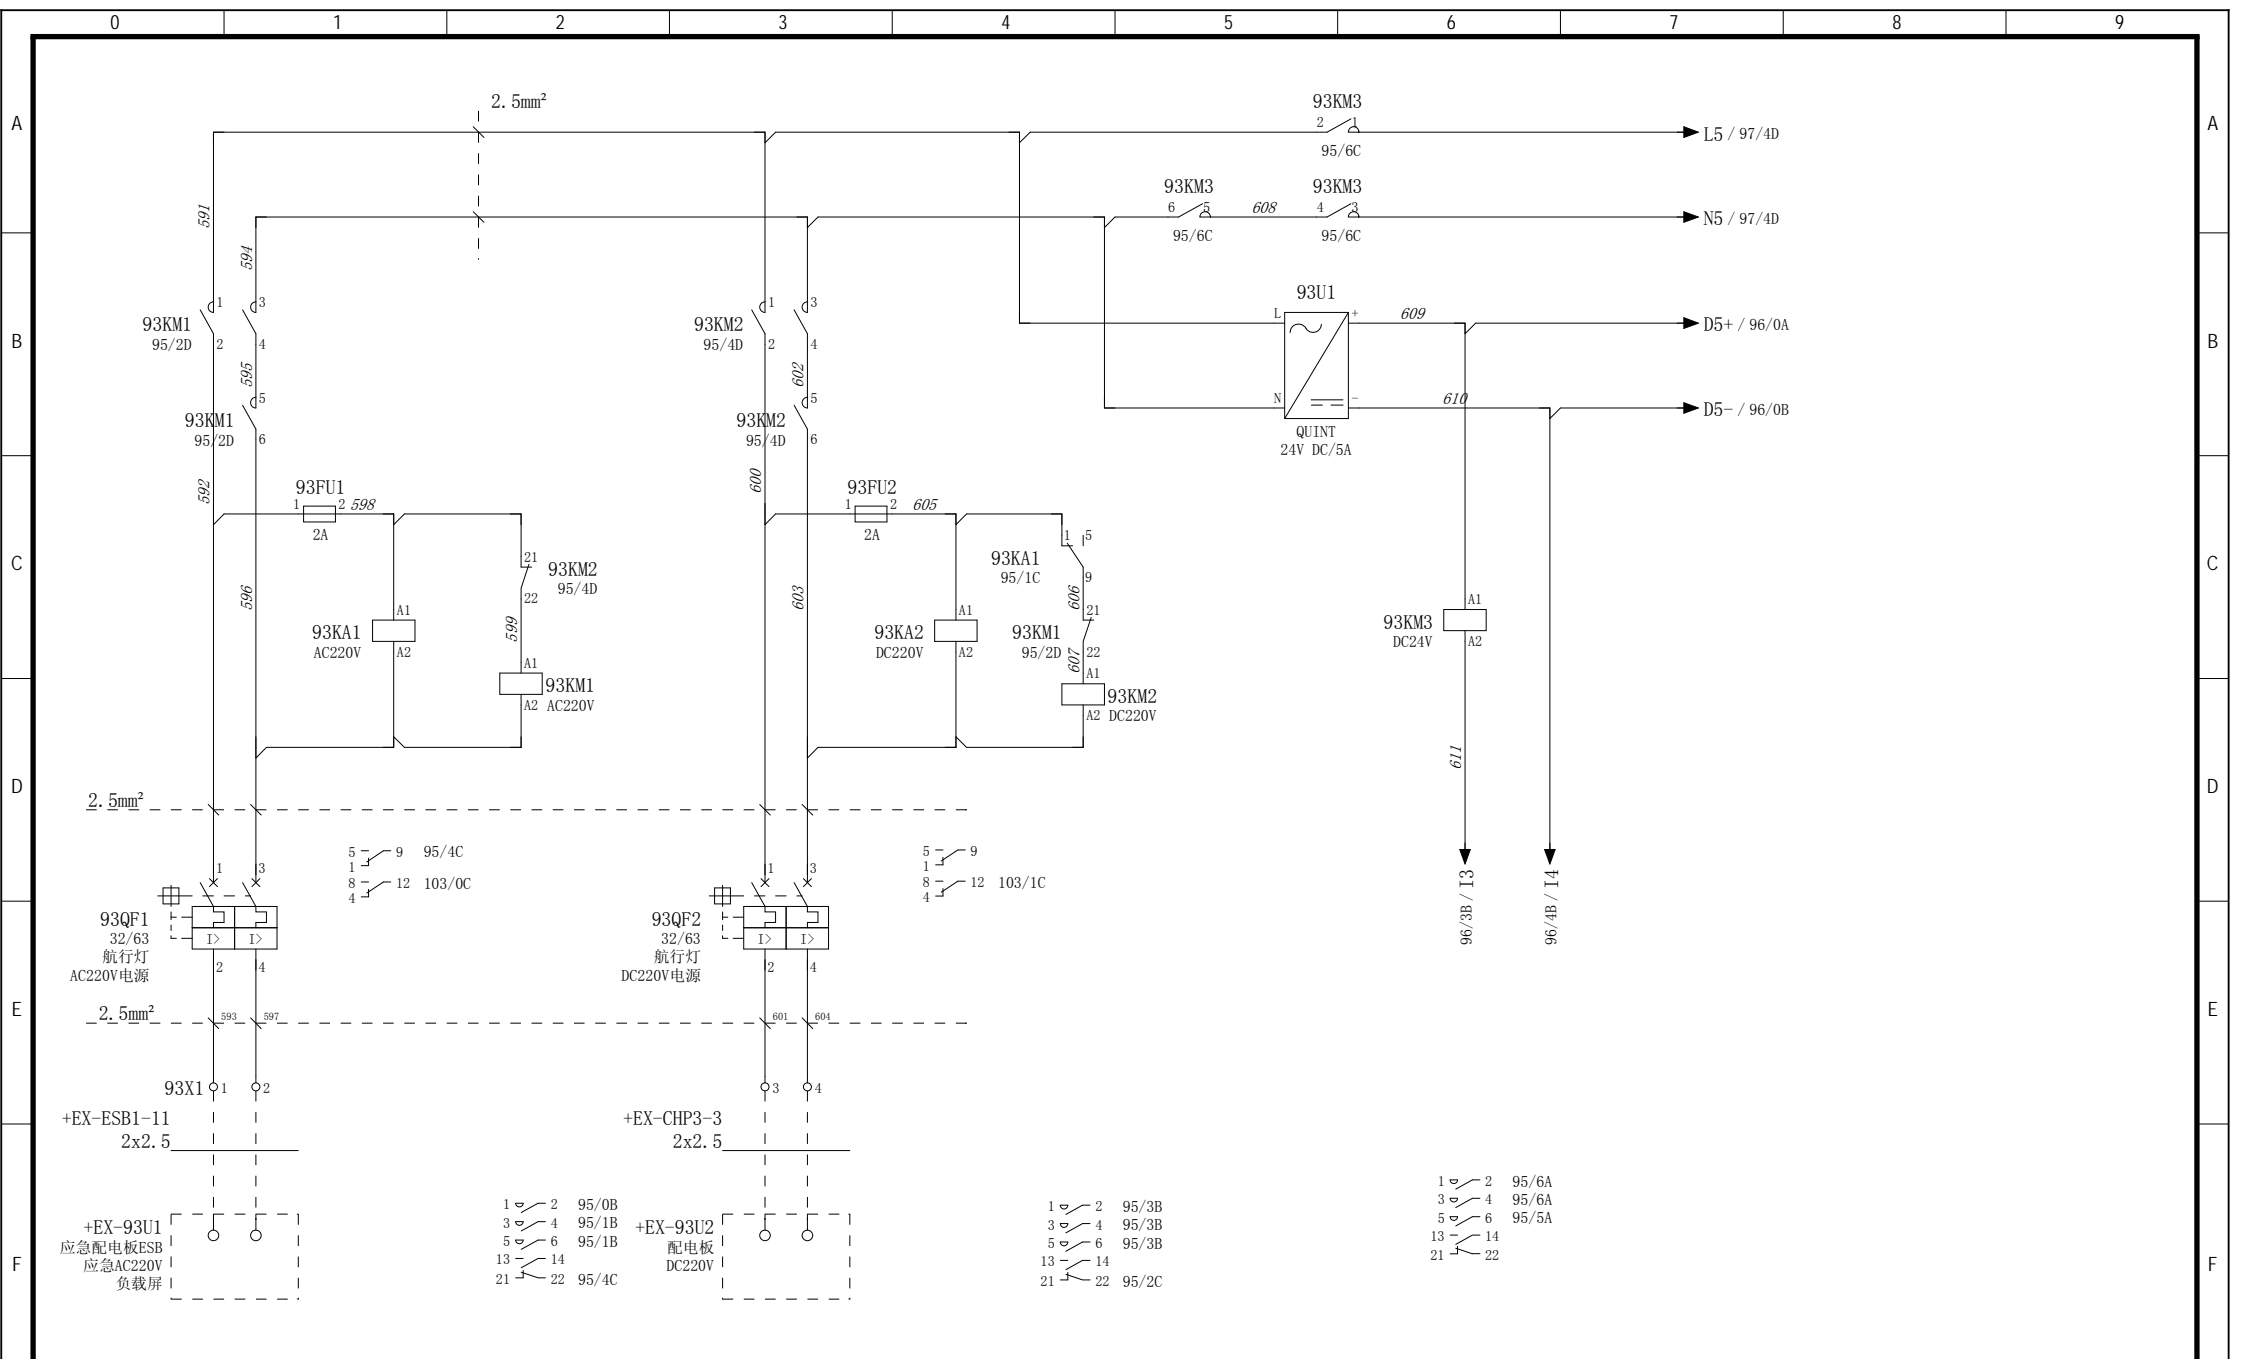 0 1 2 3 4 5 6 7 8 9
A A
2.5mm²
93KM3
2 1
95/6C
L5 / 97/4D
93KM3 93KM3
6 5 608 4 3
95/6C 95/6C
N5 / 97/4D
591
594
B B
1 3
93KM1
95/2D 2 4
595
93KM1 5
95/2D 6
1 3
93KM2
95/4D 2 4
602
93KM2 5
95/4D 6
93U1
L +
N -
QUINT
24V DC/5A
609
D5+ / 96/0A
610
D5- / 96/0B
C C
592
93FU1
1 2 598
2A
596
21
93KM2
95/4D
22
599
A1
93KA1
AC220V A2
A1
93KM1
A2 AC220V
600
93FU2
1 2 605
2A
603
1 5
93KA1
95/1C
9
606
A1
93KA2
DC220V A2
21
93KM1
95/2D 22
607
A1
93KM2
A2 DC220V
A1
93KM3
DC24V A2
611
D D
2.5mm²
5 9 95/4C
1
8 12 103/0C
4
5 9
1
8 12 103/1C
4
1 3
93QF1
32/63 I> I>
航行灯
AC220V电源 2 4
1 3
93QF2
32/63 I> I>
航行灯
DC220V电源 2 4
96/3B / I3
96/4B / I4
E E
2.5mm²
593 597 601 604
93X1 1 2 3 4
+EX-ESB1-11
2x2.5
+EX-CHP3-3
2x2.5
F F
+EX-93U1
应急配电板ESB
应急AC220V
负载屏
1 2 95/0B
3 4 95/1B
5 6 95/1B
13 14
21 22 95/4C
+EX-93U2
配电板
DC220V
1 2 95/3B
3 4 95/3B
5 6 95/3B
13 14
21 22 95/2C
1 2 95/6A
3 4 95/6A
5 6 95/5A
13 14
21 22